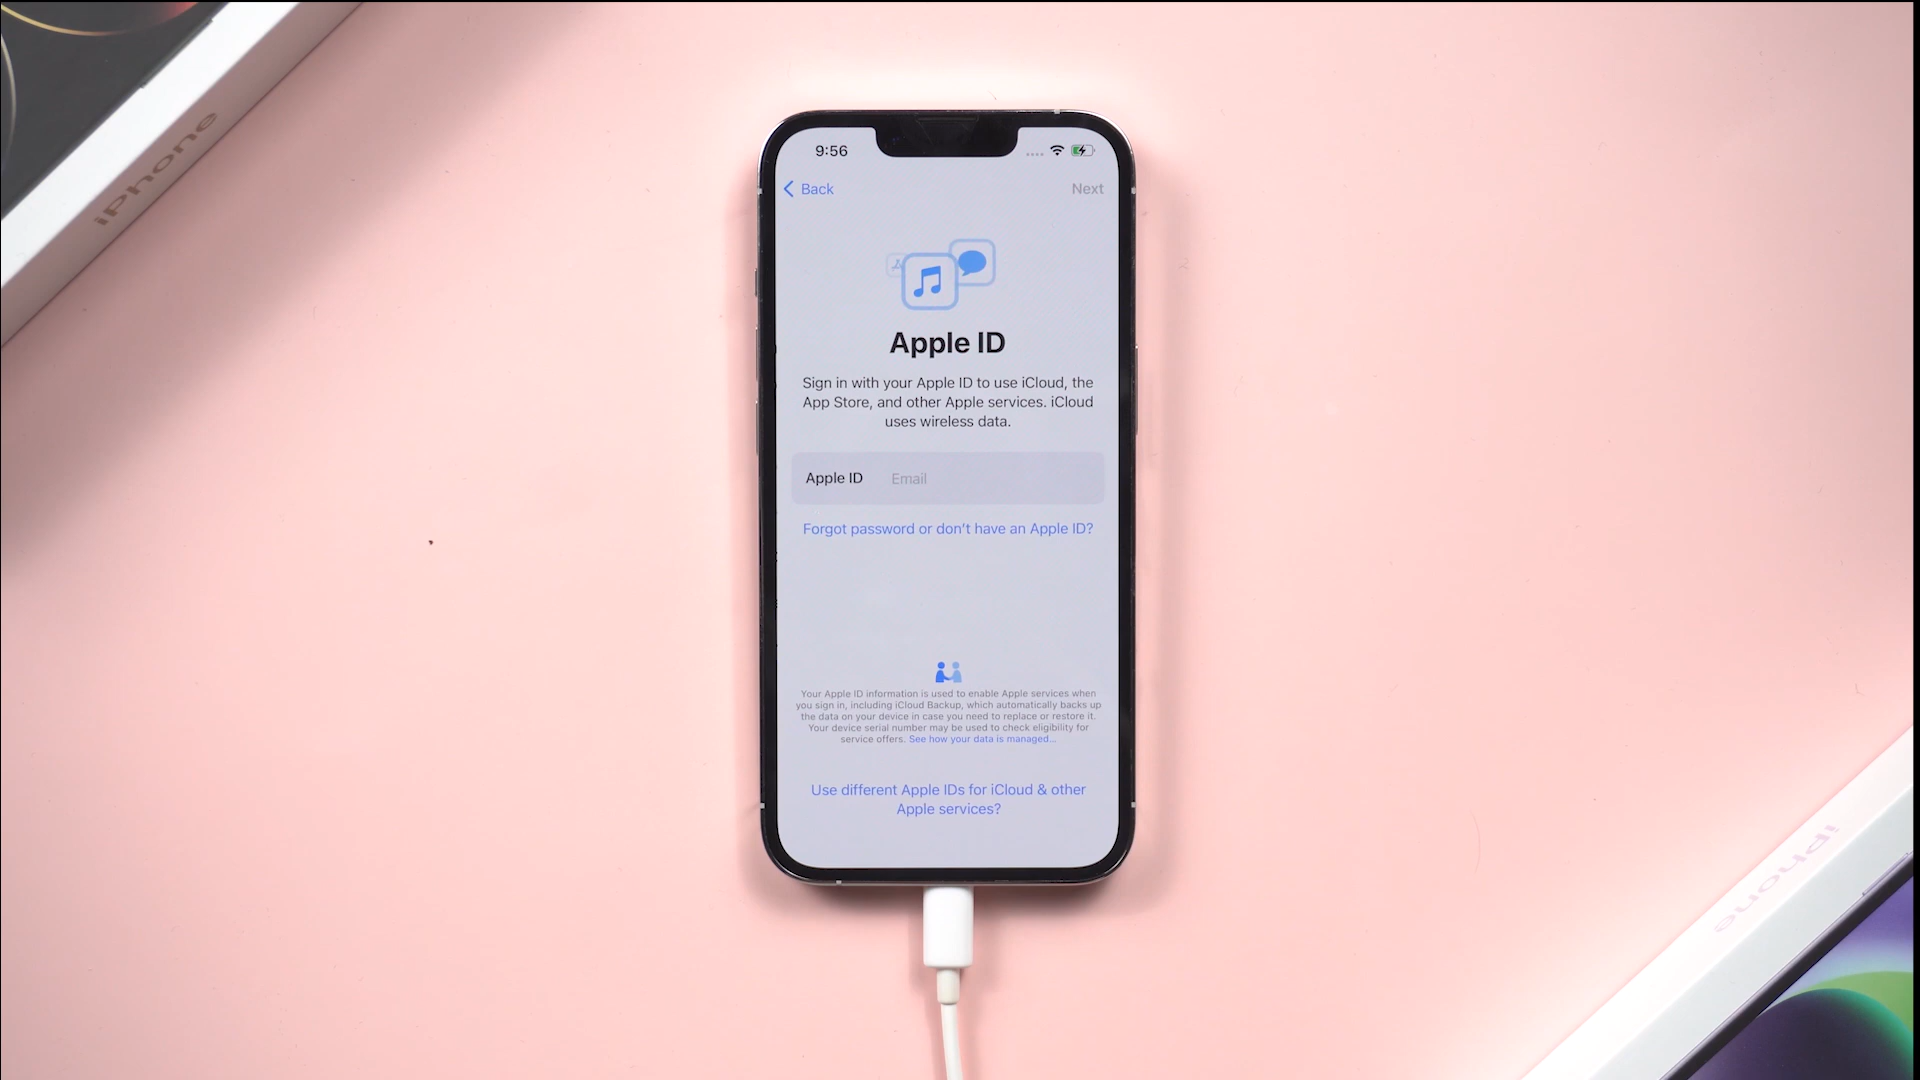 iPhone
9:56
Back
Next
Apple ID
Sign in with your Apple ID to use iCloud, the
App Store, and other Apple services. iCloud
uses wireless data.
Apple ID Email
Forgot password or don't have an Apple ID?
Your Apple ID information is used to enable Apple services when
you sign in, including iCloud Backup, which automatically backs up
the data on your device in case you need to replace or restore it.
Your device serial number may be used to check eligibility for
service offers. See how your data is managed...
Use different Apple IDs for iCloud & other
Apple services?
iPhone